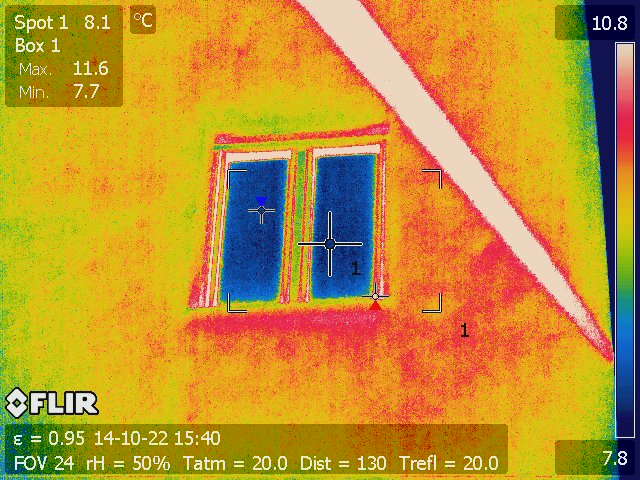 Spot 1 8.1 °C 10.8
Box 1
Max. 11.6
Min. 7.7
1
1
FLIR
ε = 0.95 14-10-22 15:40
FOV 24 rH = 50% Tatm = 20.0 Dist = 130 Trefl = 20.0 7.8